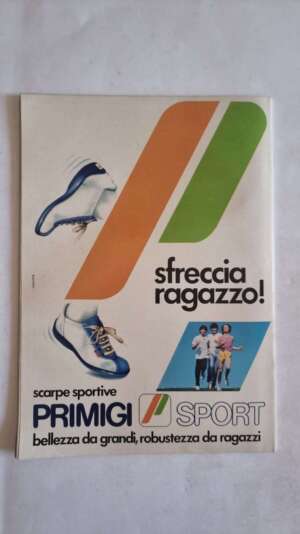 sfreccia
ragazzo!
scarpe sportive
PRIMIGI SPORT
bellezza da grandi, robustezza da ragazzi